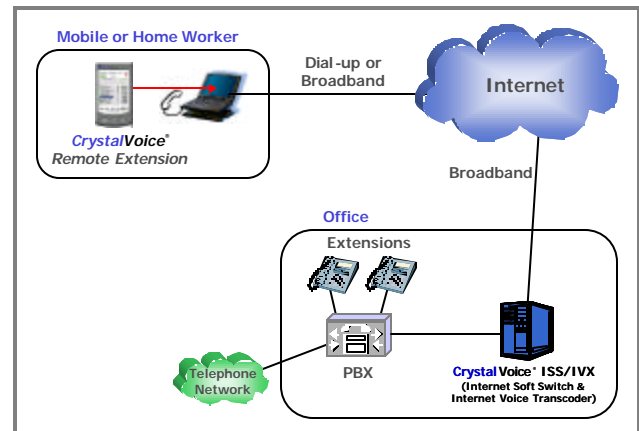 Mobile or Home Worker
CrystalVoice®
Remote Extension
Dial-up or
Broadband
Internet
Broadband
Office
Extensions
PBX
Telephone
Network
CrystalVoice® ISS/IVX
(Internet Soft Switch &
Internet Voice Transcoder)